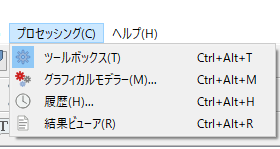 プロセッシング(C) ヘルプ(H)
ツールボックス(T) Ctrl+Alt+T
グラフィカルモデラー(M)... Ctrl+Alt+M
履歴(H)... Ctrl+Alt+H
結果ビューア(R) Ctrl+Alt+R
T